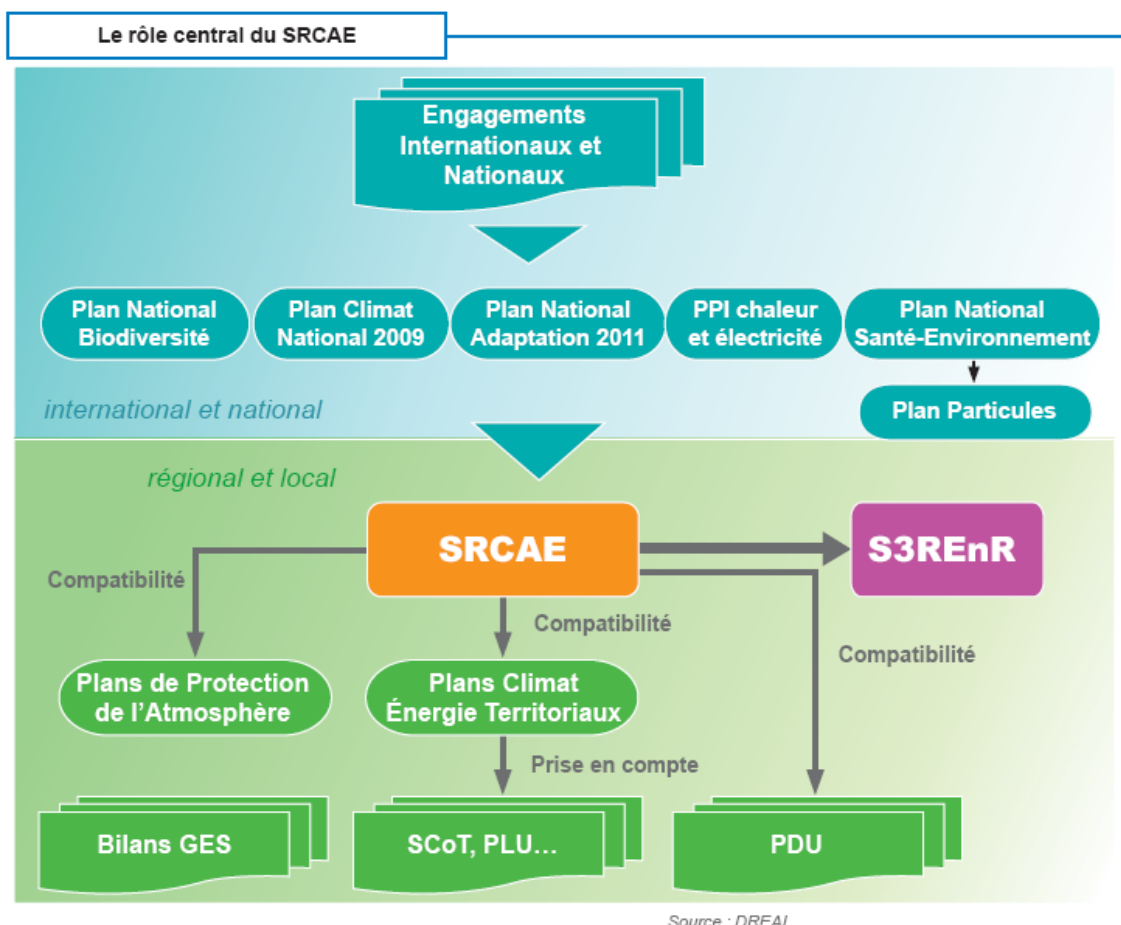 Le rôle central du SRCAE
Engagements
Internationaux et
Nationaux
Plan National
Biodiversité
Plan Climat
National 2009
Plan National
Adaptation 2011
PPI chaleur
et électricité
Plan National
Santé-Environnement
Plan Particules
international et national
régional et local
SRCAE
S3REnR
Compatibilité
Compatibilité
Compatibilité
Plans de Protection
de l'Atmosphère
Plans Climat
Énergie Territoriaux
Prise en compte
Bilans GES
SCoT, PLU...
PDU
Source : DREAL